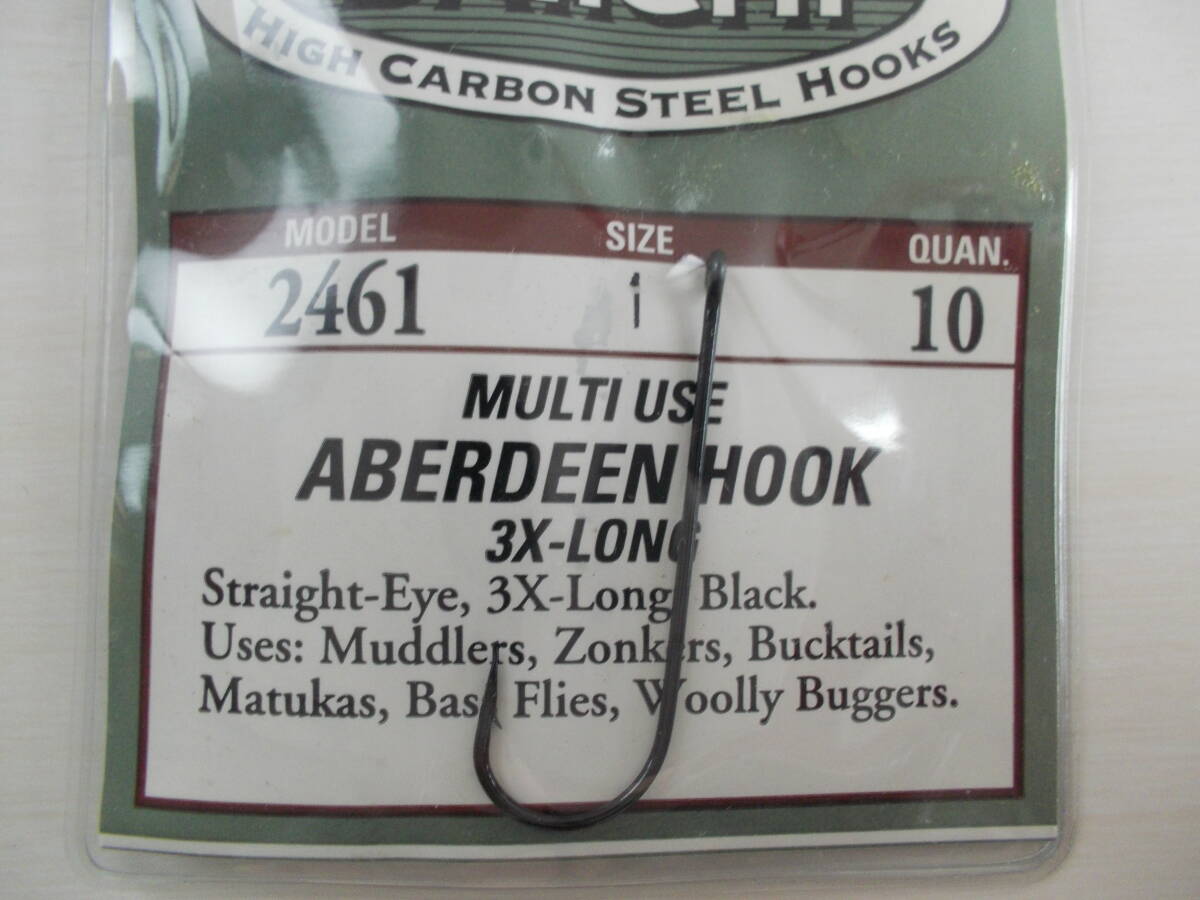 HIGH CARBON STEEL HOOKS
MODEL SIZE QUAN.
2461 1 10
MULTI USE
ABERDEEN HOOK
3X-LONG
Straight-Eye, 3X-Long, Black.
Uses: Muddlers, Zonkers, Bucktails,
Matukas, Bass Flies, Woolly Buggers.